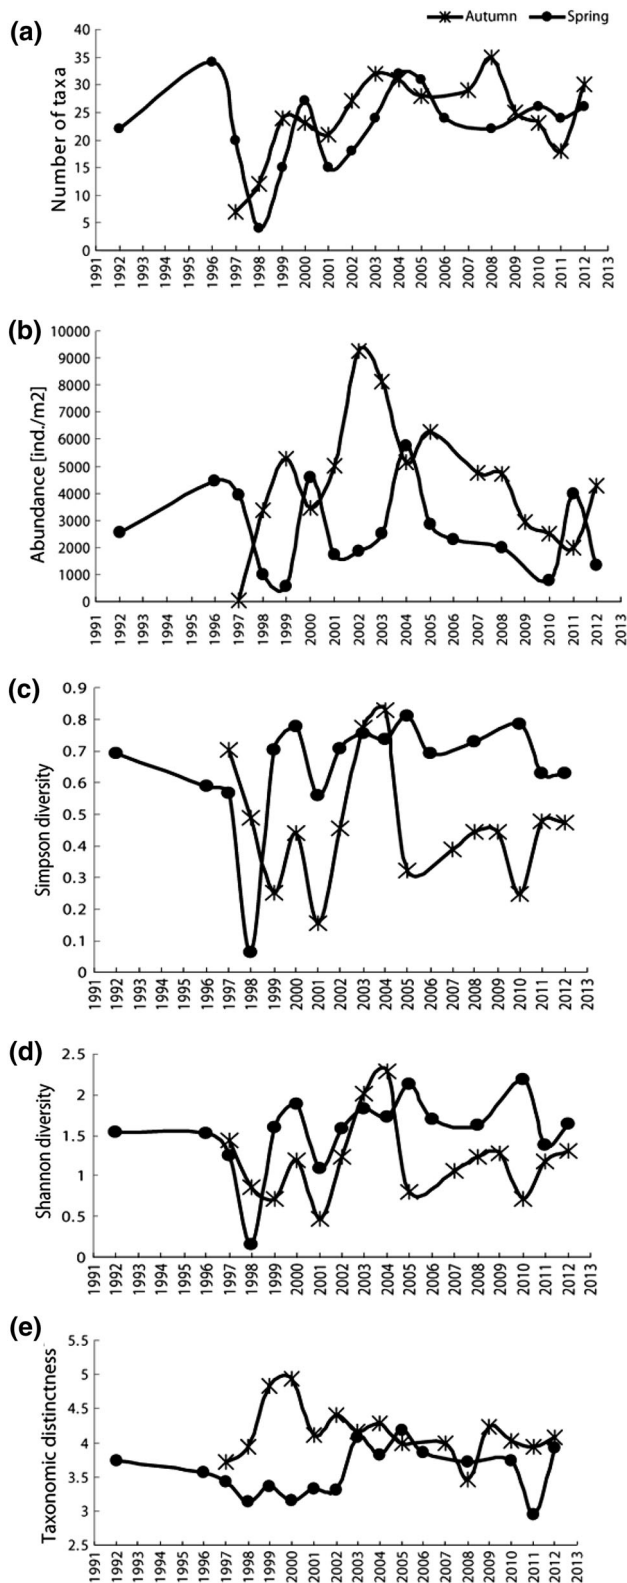 Autumn Spring
(a)
Number of taxa
40
35
30
25
20
15
10
5
0
1991 1992 1993 1994 1995 1996 1997 1998 1999 2000 2001 2002 2003 2004 2005 2006 2007 2008 2009 2010 2011 2012 2013
(b)
Abundance [ind./m2]
10000
9000
8000
7000
6000
5000
4000
3000
2000
1000
0
1991 1992 1993 1994 1995 1996 1997 1998 1999 2000 2001 2002 2003 2004 2005 2006 2007 2008 2009 2010 2011 2012 2013
(c)
Simpson diversity
0.9
0.8
0.7
0.6
0.5
0.4
0.3
0.2
0.1
0
1991 1992 1993 1994 1995 1996 1997 1998 1999 2000 2001 2002 2003 2004 2005 2006 2007 2008 2009 2010 2011 2012 2013
(d)
Shannon diversity
2.5
2
1.5
1
0.5
0
1991 1992 1993 1994 1995 1996 1997 1998 1999 2000 2001 2002 2003 2004 2005 2006 2007 2008 2009 2010 2011 2012 2013
(e)
Taxonomic distinctness
5.5
5
4.5
4
3.5
3
2.5
1991 1992 1993 1994 1995 1996 1997 1998 1999 2000 2001 2002 2003 2004 2005 2006 2007 2008 2009 2010 2011 2012 2013